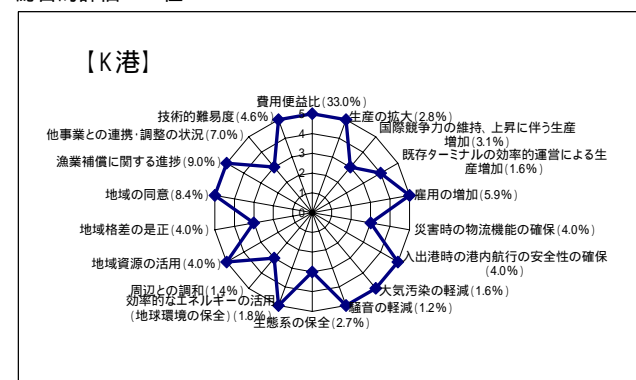 【K港】
費用便益比(33.0%)
生産の拡大(2.8%)
国際競争力の維持、上昇に伴う生産
増加(3.1%)
既存ターミナルの効率的運営による生
産増加(1.6%)
雇用の増加(5.9%)
災害時の物流機能の確保(4.0%)
入出港時の港内航行の安全性の確保
(4.0%)
大気汚染の軽減(1.6%)
騒音の軽減(1.2%)
生態系の保全(2.7%)
効率的なエネルギーの活用
(地球環境の保全)(1.8%)
周辺との調和(1.4%)
地域資源の活用(4.0%)
地域格差の是正(4.0%)
地域の同意(8.4%)
漁業補償に関する進捗(9.0%)
他事業との連携・調整の状況(7.0%)
技術的難易度(4.6%)
5
4
3
2
1
0